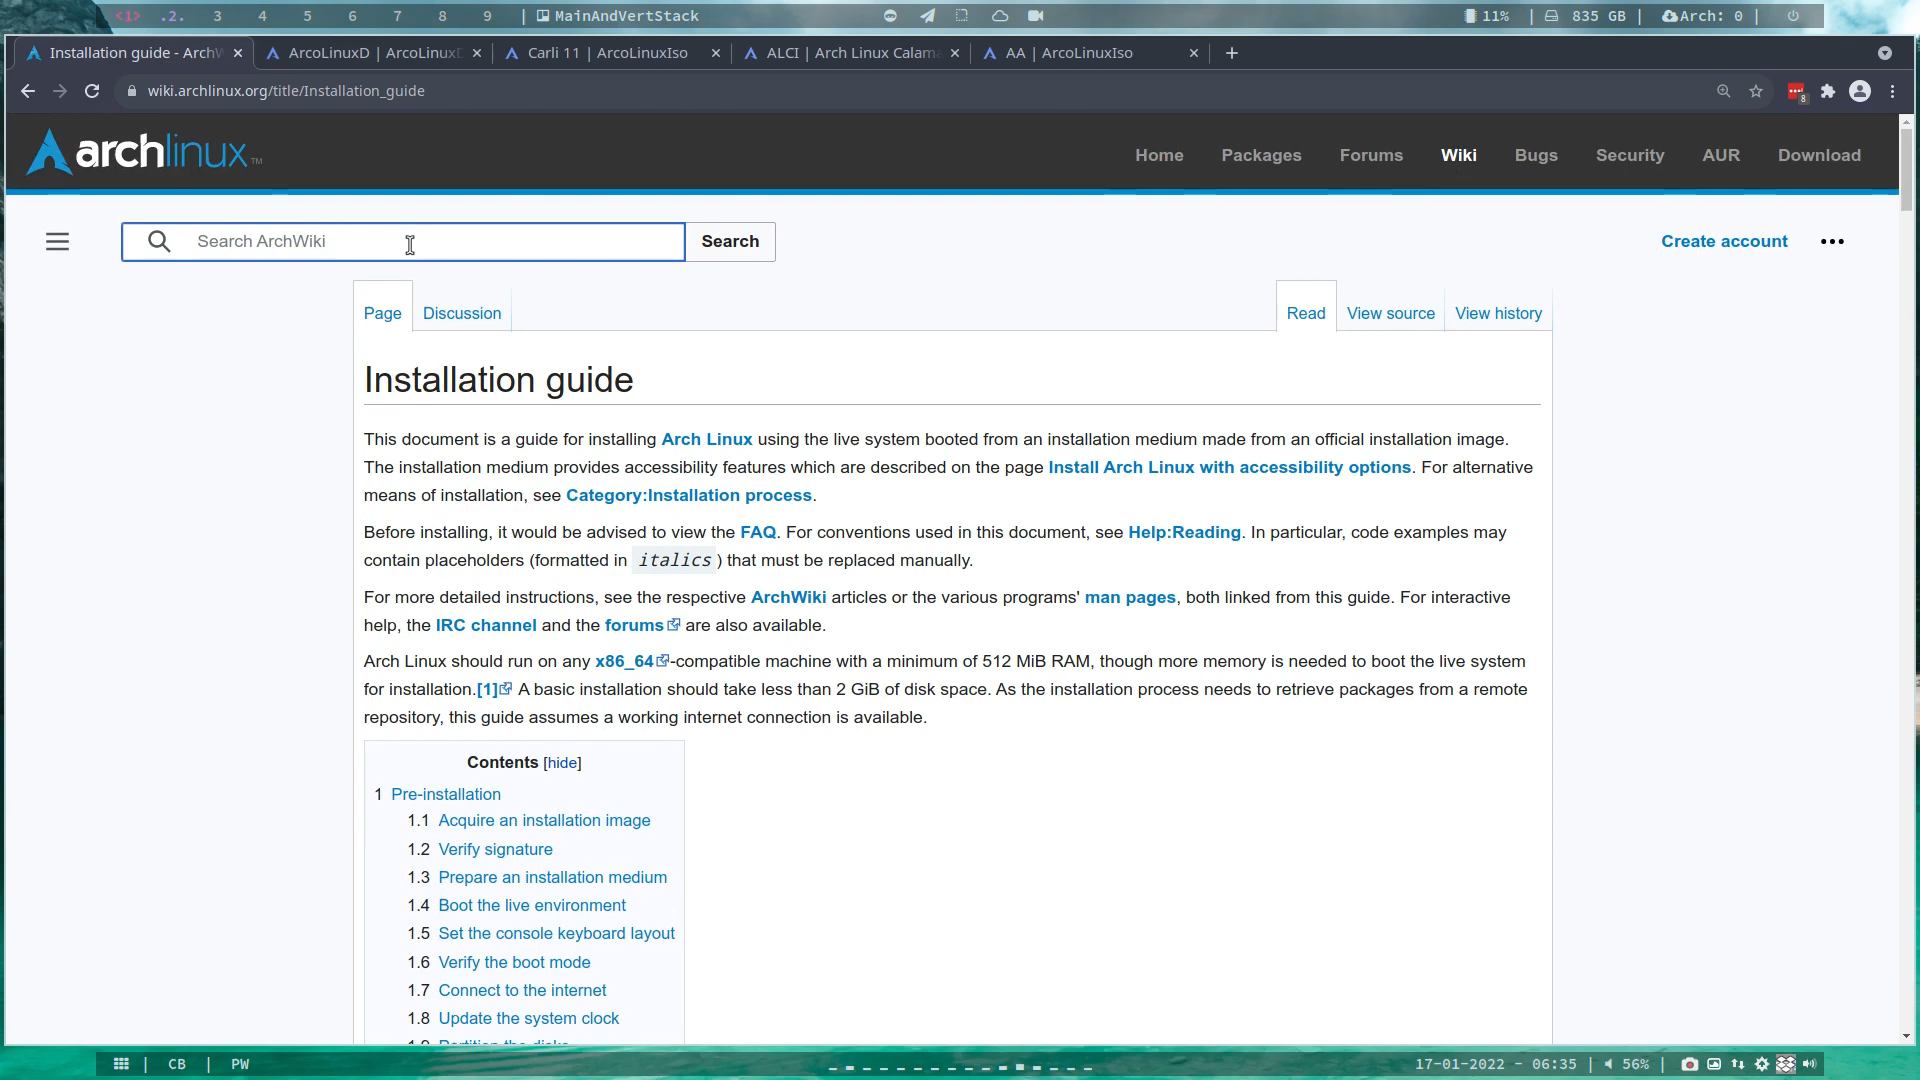 <1> .2. 3 4 5 6 7 8 9 | MainAndVertStack 11% | 835 GB | Arch: 0 |
Installation guide - ArchW ArcoLinuxD | ArcoLinuxD Carli 11 | ArcoLinuxIso ALCI | Arch Linux Calama AA | ArcoLinuxIso
wiki.archlinux.org/title/Installation_guide 8
archlinux TM Home Packages Forums Wiki Bugs Security AUR Download
Search ArchWiki Search Create account
Page Discussion Read View source View history
Installation guide
This document is a guide for installing Arch Linux using the live system booted from an installation medium made from an official installation image.
The installation medium provides accessibility features which are described on the page Install Arch Linux with accessibility options. For alternative
means of installation, see Category:Installation process.
Before installing, it would be advised to view the FAQ. For conventions used in this document, see Help:Reading. In particular, code examples may
contain placeholders (formatted in italics) that must be replaced manually.
For more detailed instructions, see the respective ArchWiki articles or the various programs' man pages, both linked from this guide. For interactive
help, the IRC channel and the forums are also available.
Arch Linux should run on any x86_64-compatible machine with a minimum of 512 MiB RAM, though more memory is needed to boot the live system
for installation.[1] A basic installation should take less than 2 GiB of disk space. As the installation process needs to retrieve packages from a remote
repository, this guide assumes a working internet connection is available.
Contents [hide]
1 Pre-installation
1.1 Acquire an installation image
1.2 Verify signature
1.3 Prepare an installation medium
1.4 Boot the live environment
1.5 Set the console keyboard layout
1.6 Verify the boot mode
1.7 Connect to the internet
1.8 Update the system clock
1.9 Partition the disks
| CB | PW 17-01-2022 - 06:35 | 56% |